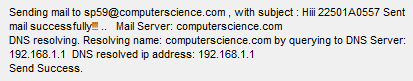 Sending mail to sp59@computerscience.com , with subject : Hiii 22501A0557 Sent
mail successfully!!! .. Mail Server: computerscience.com
DNS resolving. Resolving name: computerscience.com by querying to DNS Server:
192.168.1.1 DNS resolved ip address: 192.168.1.1
Send Success.